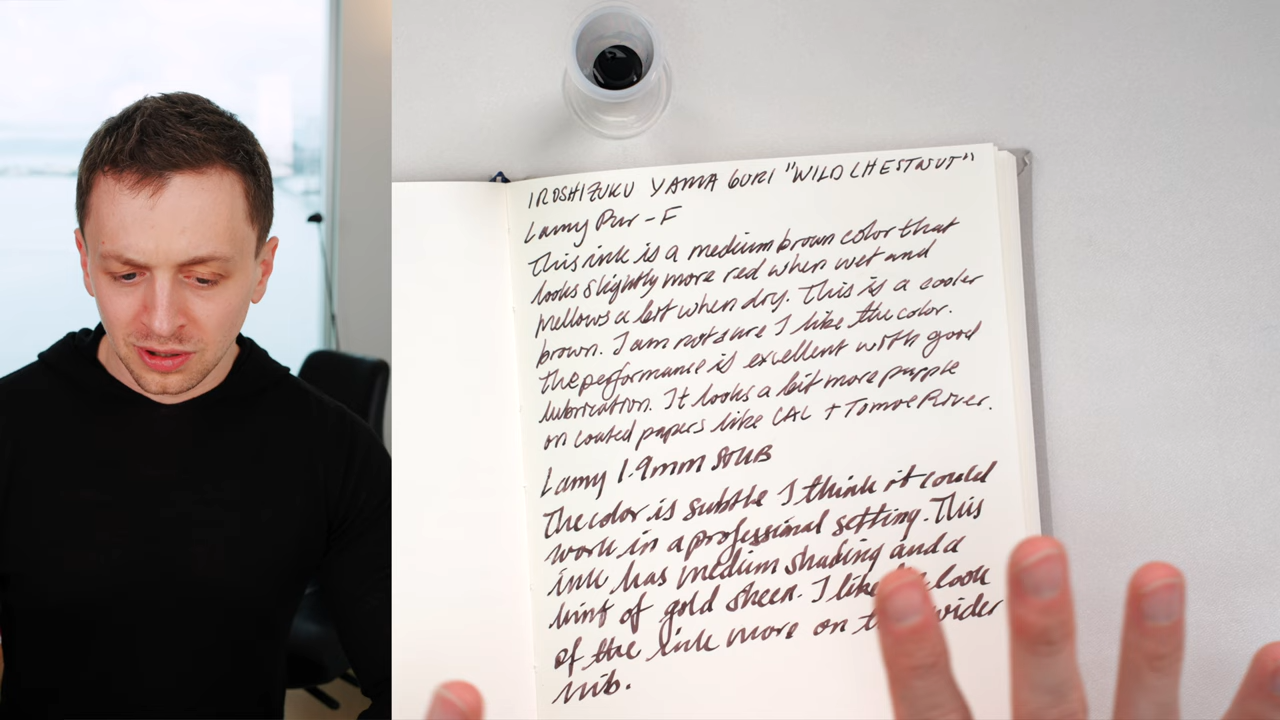 IROSHIZUKU YAMA GURI "WILD CHESTNUT"
Lamy Pur - F
This ink is a medium brown color that
looks slightly more red when wet and
mellows a bit when dry. This is a cooler
brown. I am not sure I like the color.
the performance is excellent with good
lubrication. It looks a bit more purple
on coated papers like CAL + Tomoe River.
Lamy 1.9mm STUB
The color is subtle I think it could
work in a professional setting. This
ink has medium shading and a
hint of gold sheen. I like look
of the ink more on wider
nib.